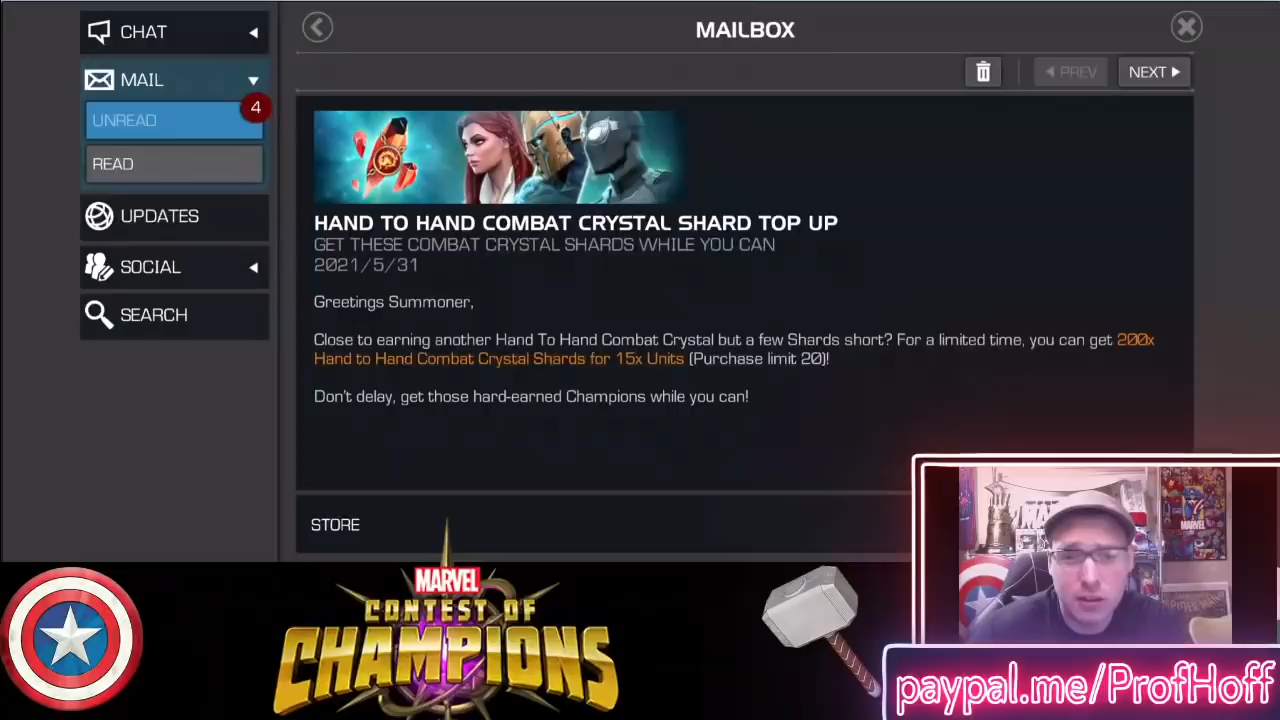 CHAT
MAIL
4
UNREAD
READ
UPDATES
SOCIAL
SEARCH
MAILBOX
PREV
NEXT
HAND TO HAND COMBAT CRYSTAL SHARD TOP UP
GET THESE COMBAT CRYSTAL SHARDS WHILE YOU CAN
2021/5/31
Greetings Summoner,
Close to earning another Hand To Hand Combat Crystal but a few Shards short? For a limited time, you can get 200x
Hand to Hand Combat Crystal Shards for 15x Units (Purchase limit 20)!
Don't delay, get those hard-earned Champions while you can!
STORE
MARVEL
CONTEST OF
CHAMPIONS
MARVEL
paypal.me/ProfHoff